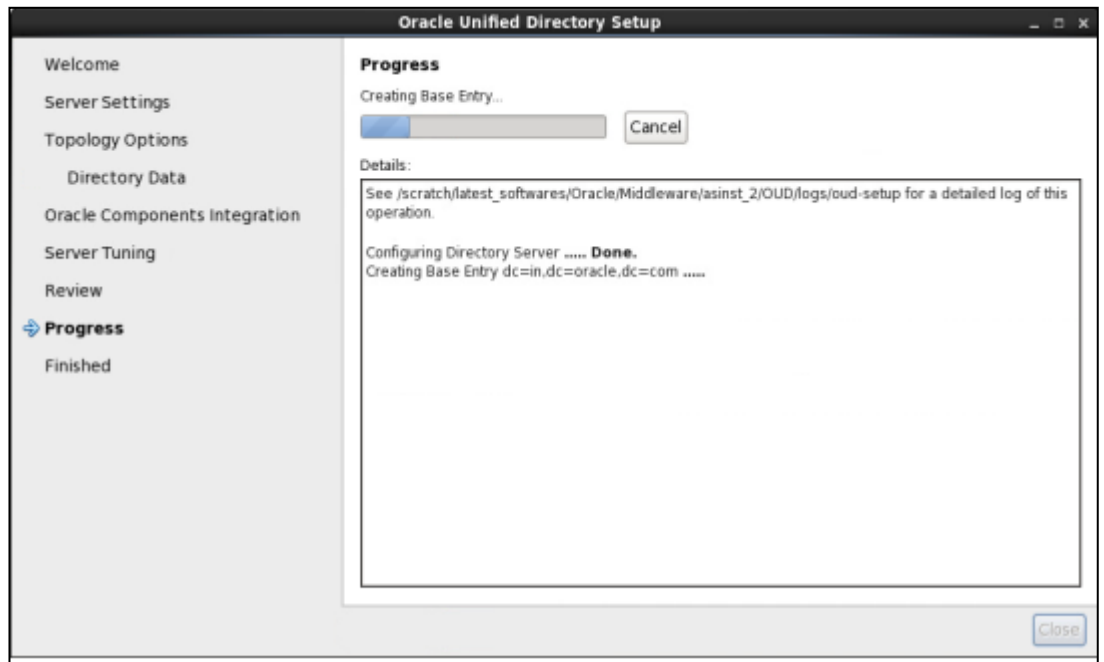 Oracle Unified Directory Setup
Welcome
Server Settings
Topology Options
Directory Data
Oracle Components Integration
Server Tuning
Review
Progress
Finished
Progress
Creating Base Entry...
Cancel
Details:
See /scratch/latest_softwares/Oracle/Middleware/asinst_2/OUD/logs/oud-setup for a detailed log of this
operation.
Configuring Directory Server ..... Done.
Creating Base Entry dc=in,dc=oracle,dc=com .....
Close